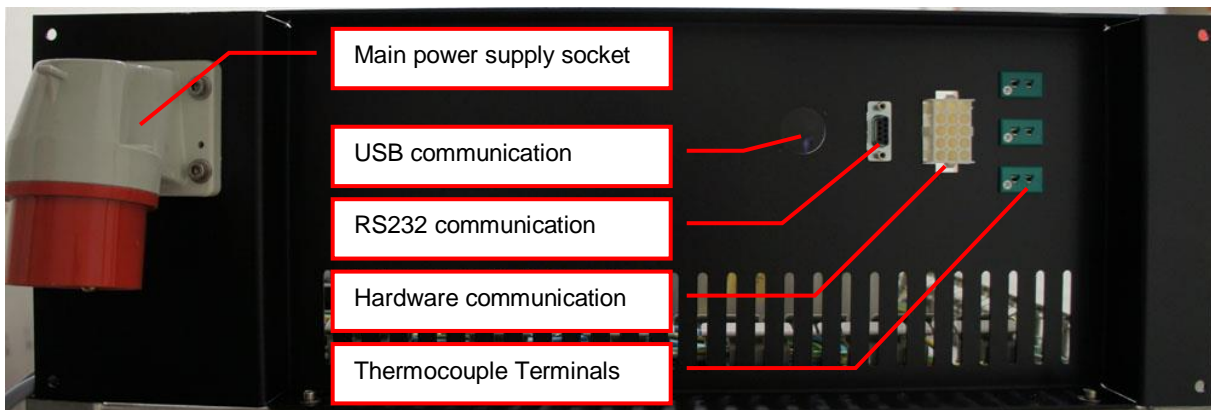 Main power supply socket
USB communication
RS232 communication
Hardware communication
Thermocouple Terminals